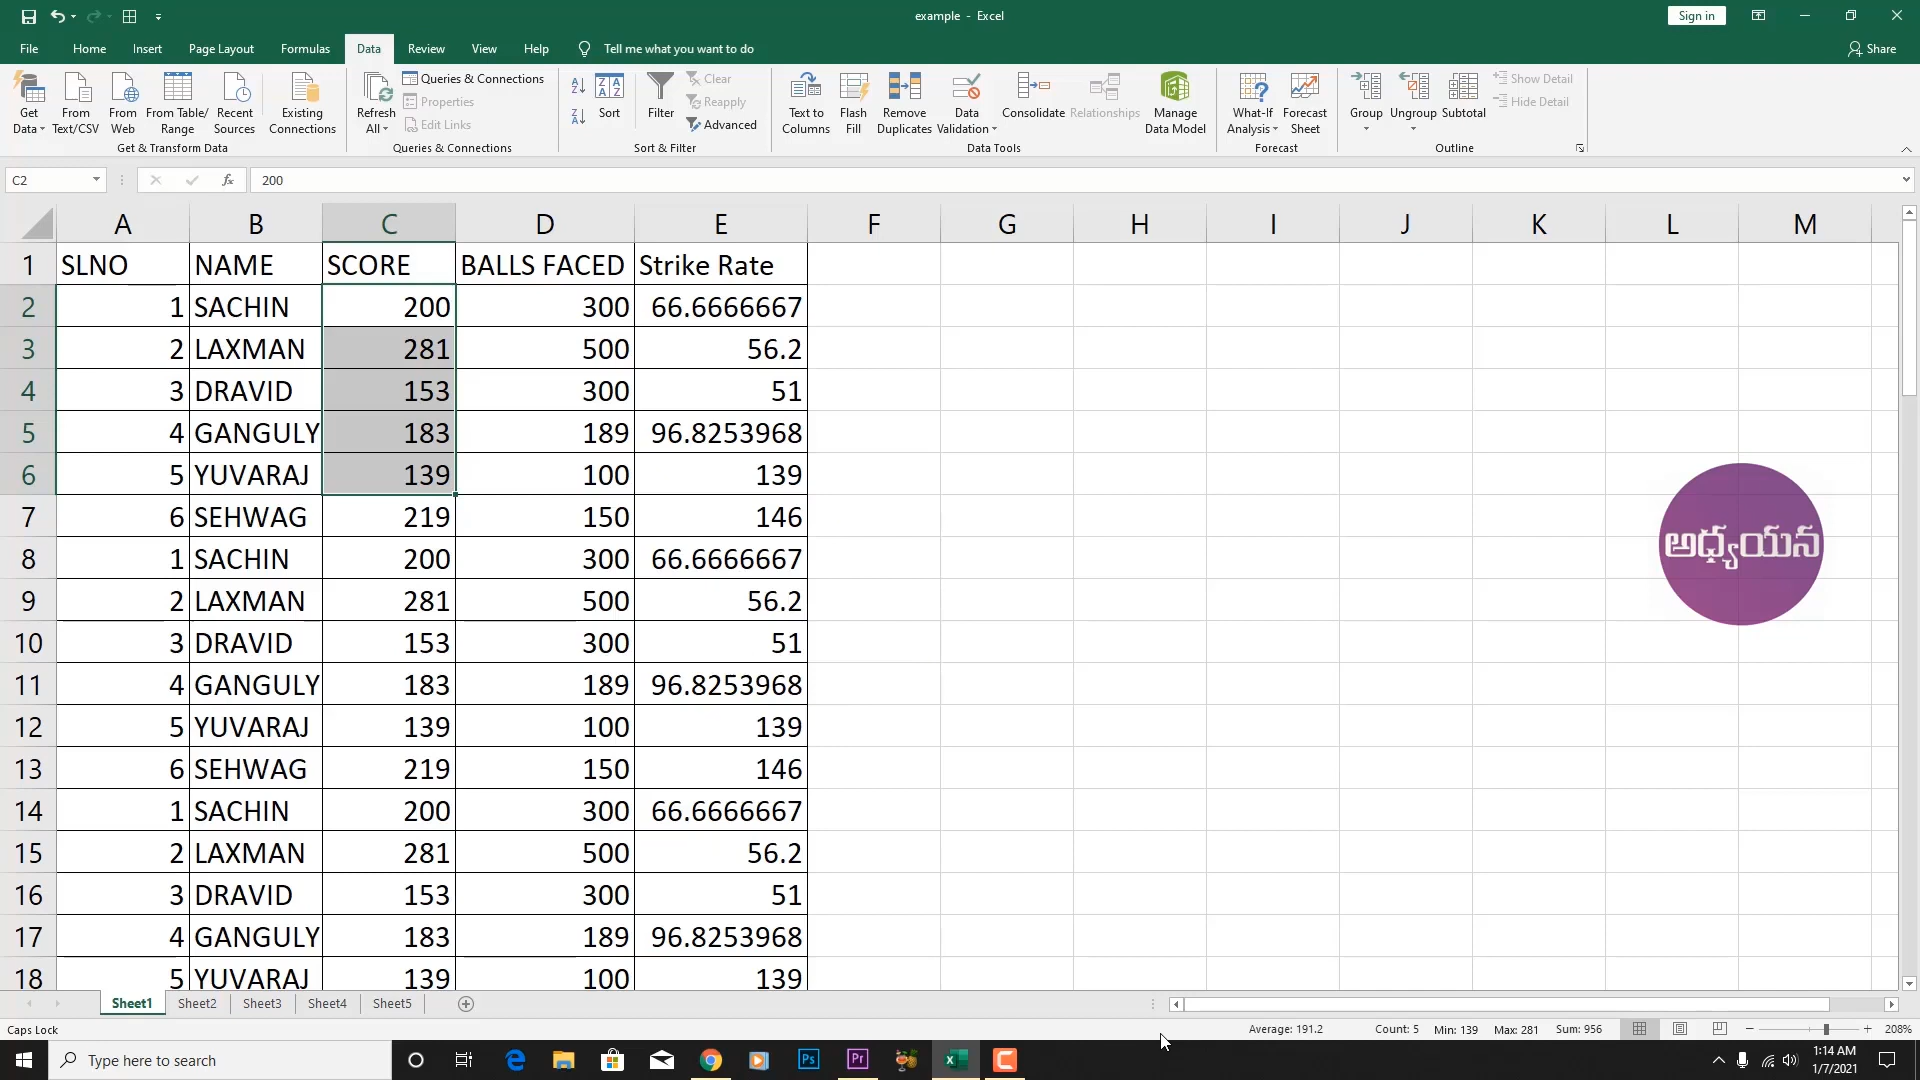 example - Excel
Sign in
File Home Insert Page Layout Formulas Data Review View Help Tell me what you want to do Share
Get Data
From Text/CSV
From Web
From Table/ Range
Recent Sources
Existing Connections
Get & Transform Data
Refresh All
Queries & Connections
Properties
Edit Links
Queries & Connections
Sort
Filter
Clear
Reapply
Advanced
Sort & Filter
Text to Columns
Flash Fill
Remove Duplicates
Data Validation
Consolidate
Relationships
Manage Data Model
Data Tools
What-If Analysis
Forecast Sheet
Forecast
Group
Ungroup
Subtotal
Show Detail
Hide Detail
Outline
C2 fx 200
A B C D E F G H I J K L M
1 SLNO NAME SCORE BALLS FACED Strike Rate
2 1 SACHIN 200 300 66.6666667
3 2 LAXMAN 281 500 56.2
4 3 DRAVID 153 300 51
5 4 GANGULY 183 189 96.8253968
6 5 YUVARAJ 139 100 139
7 6 SEHWAG 219 150 146
8 1 SACHIN 200 300 66.6666667
9 2 LAXMAN 281 500 56.2
10 3 DRAVID 153 300 51
11 4 GANGULY 183 189 96.8253968
12 5 YUVARAJ 139 100 139
13 6 SEHWAG 219 150 146
14 1 SACHIN 200 300 66.6666667
15 2 LAXMAN 281 500 56.2
16 3 DRAVID 153 300 51
17 4 GANGULY 183 189 96.8253968
18 5 YUVARAJ 139 100 139
ಅಧ್ಯಯನ
Sheet1 Sheet2 Sheet3 Sheet4 Sheet5
Caps Lock Average: 191.2 Count: 5 Min: 139 Max: 281 Sum: 956 208%
Type here to search
Ps
Pr
1:14 AM
1/7/2021